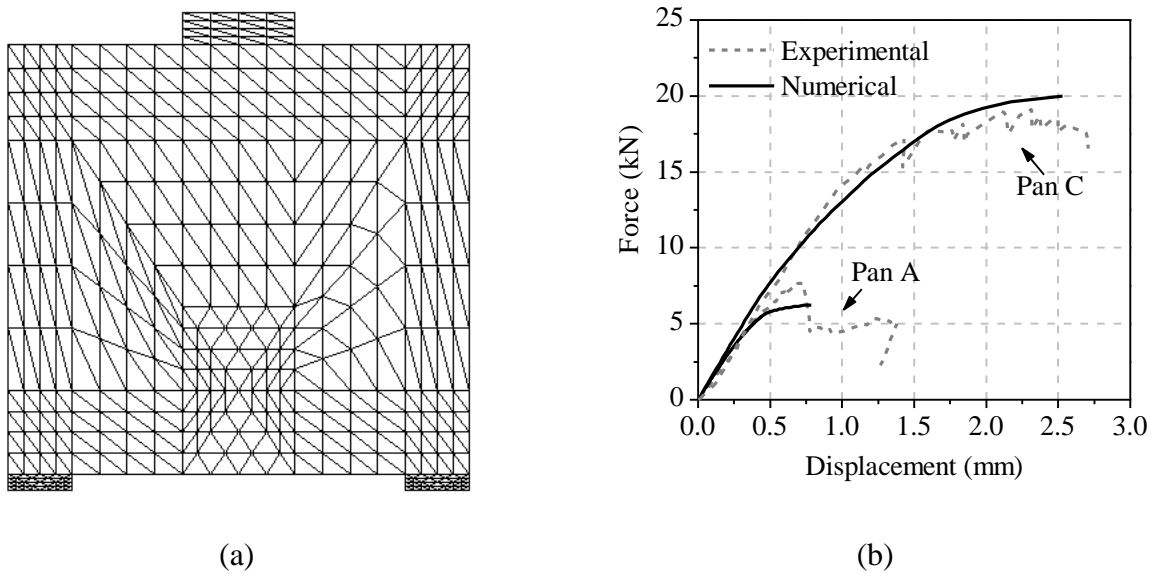 Experimental
Numerical
Pan C
Pan A
25
20
15
10
5
0
Force (kN)
0.0 0.5 1.0 1.5 2.0 2.5 3.0
Displacement (mm)
(a)
(b)